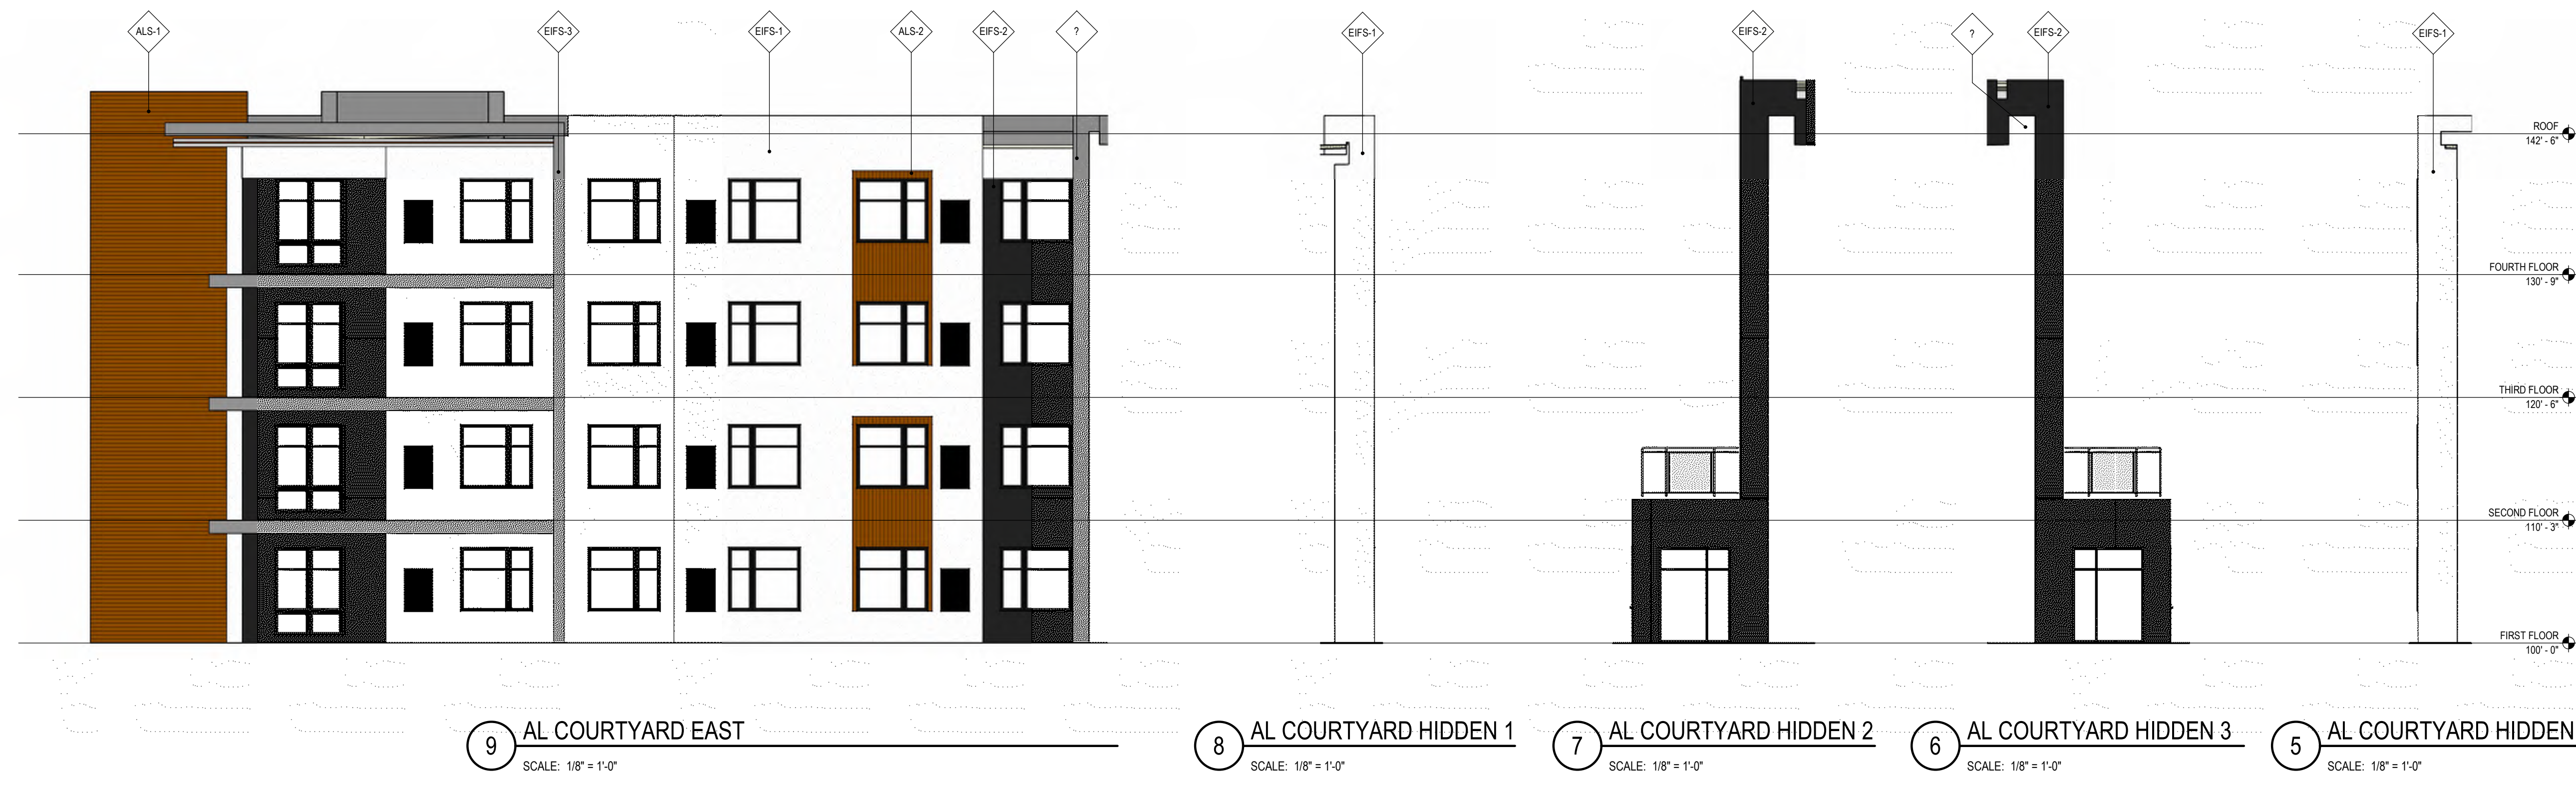 ALS-1
EIFS-3
EIFS-1
ALS-2
EIFS-2
?
EIFS-1
EIFS-2
?
EIFS-2
EIFS-1
ROOF
142' - 6"
FOURTH FLOOR
130' - 9"
THIRD FLOOR
120' - 6"
SECOND FLOOR
110' - 3"
FIRST FLOOR
100' - 0"
9 AL COURTYARD EAST
SCALE: 1/8" = 1'-0"
8 AL COURTYARD HIDDEN 1
SCALE: 1/8" = 1'-0"
7 AL COURTYARD HIDDEN 2
SCALE: 1/8" = 1'-0"
6 AL COURTYARD HIDDEN 3
SCALE: 1/8" = 1'-0"
5 AL COURTYARD HIDDEN
SCALE: 1/8" = 1'-0"